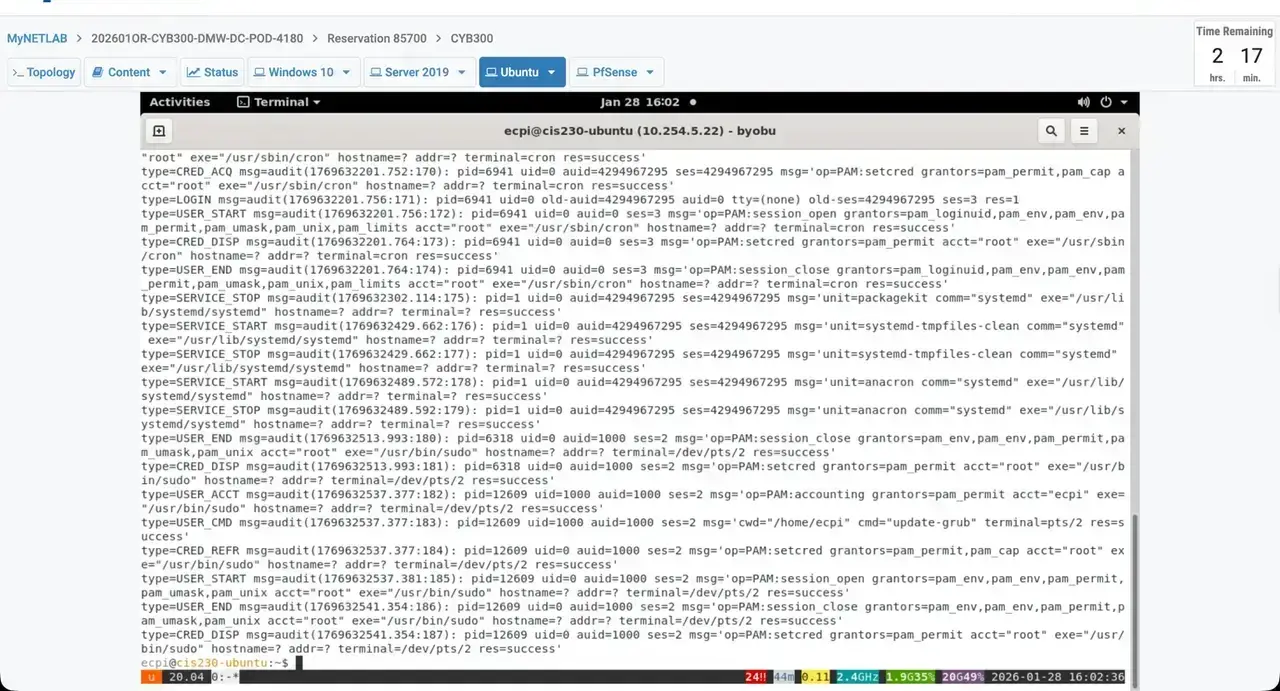 MyNETLAB > 202601OR-CYB300-DMW-DC-POD-4180 > Reservation 85700 > CYB300
Time Remaining
2 17
hrs. min.
>_ Topology Content Status Windows 10 Server 2019 Ubuntu PfSense
Activities Terminal Jan 28 16:02
ecpi@cis230-ubuntu (10.254.5.22) - byobu
"root" exe="/usr/sbin/cron" hostname=? addr=? terminal=cron res=success'
type=CRED_ACQ msg=audit(1769632201.752:170): pid=6941 uid=0 auid=4294967295 ses=4294967295 msg='op=PAM:setcred grantors=pam_permit,pam_cap a
cct="root" exe="/usr/sbin/cron" hostname=? addr=? terminal=cron res=success'
type=LOGIN msg=audit(1769632201.756:171): pid=6941 uid=0 old-auid=4294967295 auid=0 tty=(none) old-ses=4294967295 ses=3 res=1
type=USER_START msg=audit(1769632201.756:172): pid=6941 uid=0 auid=0 ses=3 msg='op=PAM:session_open grantors=pam_loginuid,pam_env,pam_env,pa
m_permit,pam_umask,pam_unix,pam_limits acct="root" exe="/usr/sbin/cron" hostname=? addr=? terminal=cron res=success'
type=CRED_DISP msg=audit(1769632201.764:173): pid=6941 uid=0 auid=0 ses=3 msg='op=PAM:setcred grantors=pam_permit acct="root" exe="/usr/sbin
/cron" hostname=? addr=? terminal=cron res=success'
type=USER_END msg=audit(1769632201.764:174): pid=6941 uid=0 auid=0 ses=3 msg='op=PAM:session_close grantors=pam_loginuid,pam_env,pam_env,pam
_permit,pam_umask,pam_unix,pam_limits acct="root" exe="/usr/sbin/cron" hostname=? addr=? terminal=cron res=success'
type=SERVICE_STOP msg=audit(1769632302.114:175): pid=1 uid=0 auid=4294967295 ses=4294967295 msg='unit=packagekit comm="systemd" exe="/usr/li
b/systemd/systemd" hostname=? addr=? terminal=? res=success'
type=SERVICE_START msg=audit(1769632429.662:176): pid=1 uid=0 auid=4294967295 ses=4294967295 msg='unit=systemd-tmpfiles-clean comm="systemd"
exe="/usr/lib/systemd/systemd" hostname=? addr=? terminal=? res=success'
type=SERVICE_STOP msg=audit(1769632429.662:177): pid=1 uid=0 auid=4294967295 ses=4294967295 msg='unit=systemd-tmpfiles-clean comm="systemd"
exe="/usr/lib/systemd/systemd" hostname=? addr=? terminal=? res=success'
type=SERVICE_START msg=audit(1769632489.572:178): pid=1 uid=0 auid=4294967295 ses=4294967295 msg='unit=anacron comm="systemd" exe="/usr/lib/
systemd/systemd" hostname=? addr=? terminal=? res=success'
type=SERVICE_STOP msg=audit(1769632489.592:179): pid=1 uid=0 auid=4294967295 ses=4294967295 msg='unit=anacron comm="systemd" exe="/usr/lib/s
ystemd/systemd" hostname=? addr=? terminal=? res=success'
type=USER_END msg=audit(1769632513.993:180): pid=6318 uid=0 auid=1000 ses=2 msg='op=PAM:session_close grantors=pam_env,pam_env,pam_permit,pa
m_umask,pam_unix acct="root" exe="/usr/bin/sudo" hostname=? addr=? terminal=/dev/pts/2 res=success'
type=CRED_DISP msg=audit(1769632513.993:181): pid=6318 uid=0 auid=1000 ses=2 msg='op=PAM:setcred grantors=pam_permit acct="root" exe="/usr/b
in/sudo" hostname=? addr=? terminal=/dev/pts/2 res=success'
type=USER_ACCT msg=audit(1769632537.377:182): pid=12609 uid=1000 auid=1000 ses=2 msg='op=PAM:accounting grantors=pam_permit acct="ecpi" exe=
"/usr/bin/sudo" hostname=? addr=? terminal=/dev/pts/2 res=success'
type=USER_CMD msg=audit(1769632537.377:183): pid=12609 uid=1000 auid=1000 ses=2 msg='cwd="/home/ecpi" cmd="update-grub" terminal=pts/2 res=s
uccess'
type=CRED_REFR msg=audit(1769632537.377:184): pid=12609 uid=0 auid=1000 ses=2 msg='op=PAM:setcred grantors=pam_permit,pam_cap acct="root" ex
e="/usr/bin/sudo" hostname=? addr=? terminal=/dev/pts/2 res=success'
type=USER_START msg=audit(1769632537.381:185): pid=12609 uid=0 auid=1000 ses=2 msg='op=PAM:session_open grantors=pam_env,pam_env,pam_permit,
pam_umask,pam_unix acct="root" exe="/usr/bin/sudo" hostname=? addr=? terminal=/dev/pts/2 res=success'
type=USER_END msg=audit(1769632541.354:186): pid=12609 uid=0 auid=1000 ses=2 msg='op=PAM:session_close grantors=pam_env,pam_env,pam_permit,p
am_umask,pam_unix acct="root" exe="/usr/bin/sudo" hostname=? addr=? terminal=/dev/pts/2 res=success'
type=CRED_DISP msg=audit(1769632541.354:187): pid=12609 uid=0 auid=1000 ses=2 msg='op=PAM:setcred grantors=pam_permit acct="root" exe="/usr/
bin/sudo" hostname=? addr=? terminal=/dev/pts/2 res=success'
ecpi@cis230-ubuntu:~$
u 20.04 0:-* 24!! 44m 0.11 2.4GHz 1.9G35% 20G49% 2026-01-28 16:02:36